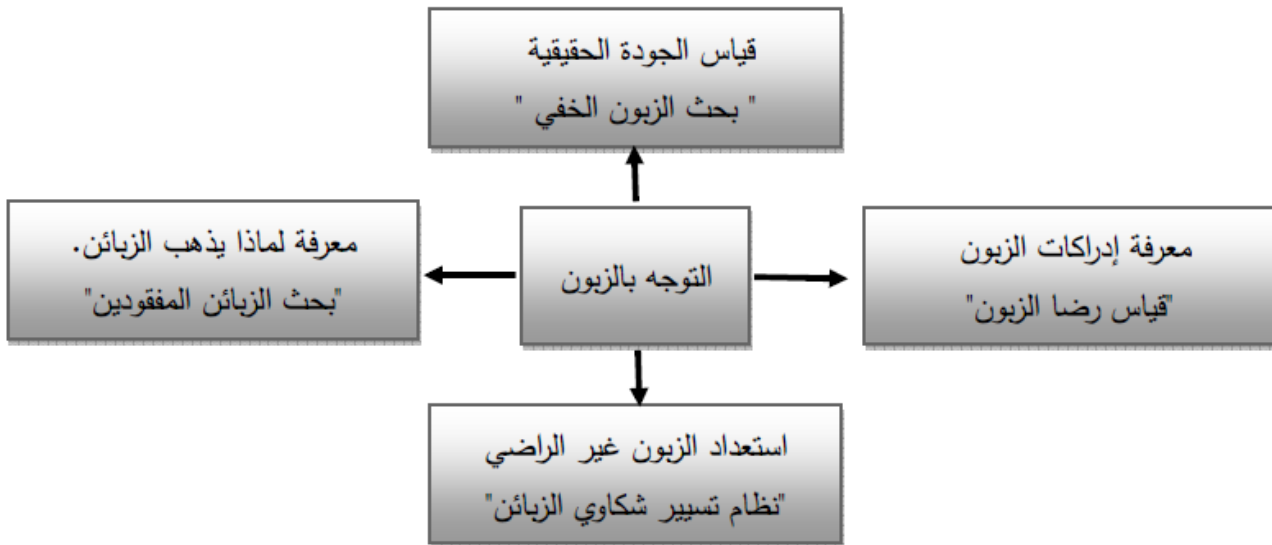 قياس الجودة الحقيقية
" بحث الزبون الخفي "
معرفة إدراكات الزبون
"قياس رضا الزبون"
التوجه بالزبون
معرفة لماذا يذهب الزبائن.
"بحث الزبائن المفقودين"
استعداد الزبون غير الراضي
"نظام تسيير شكاوي الزبائن"